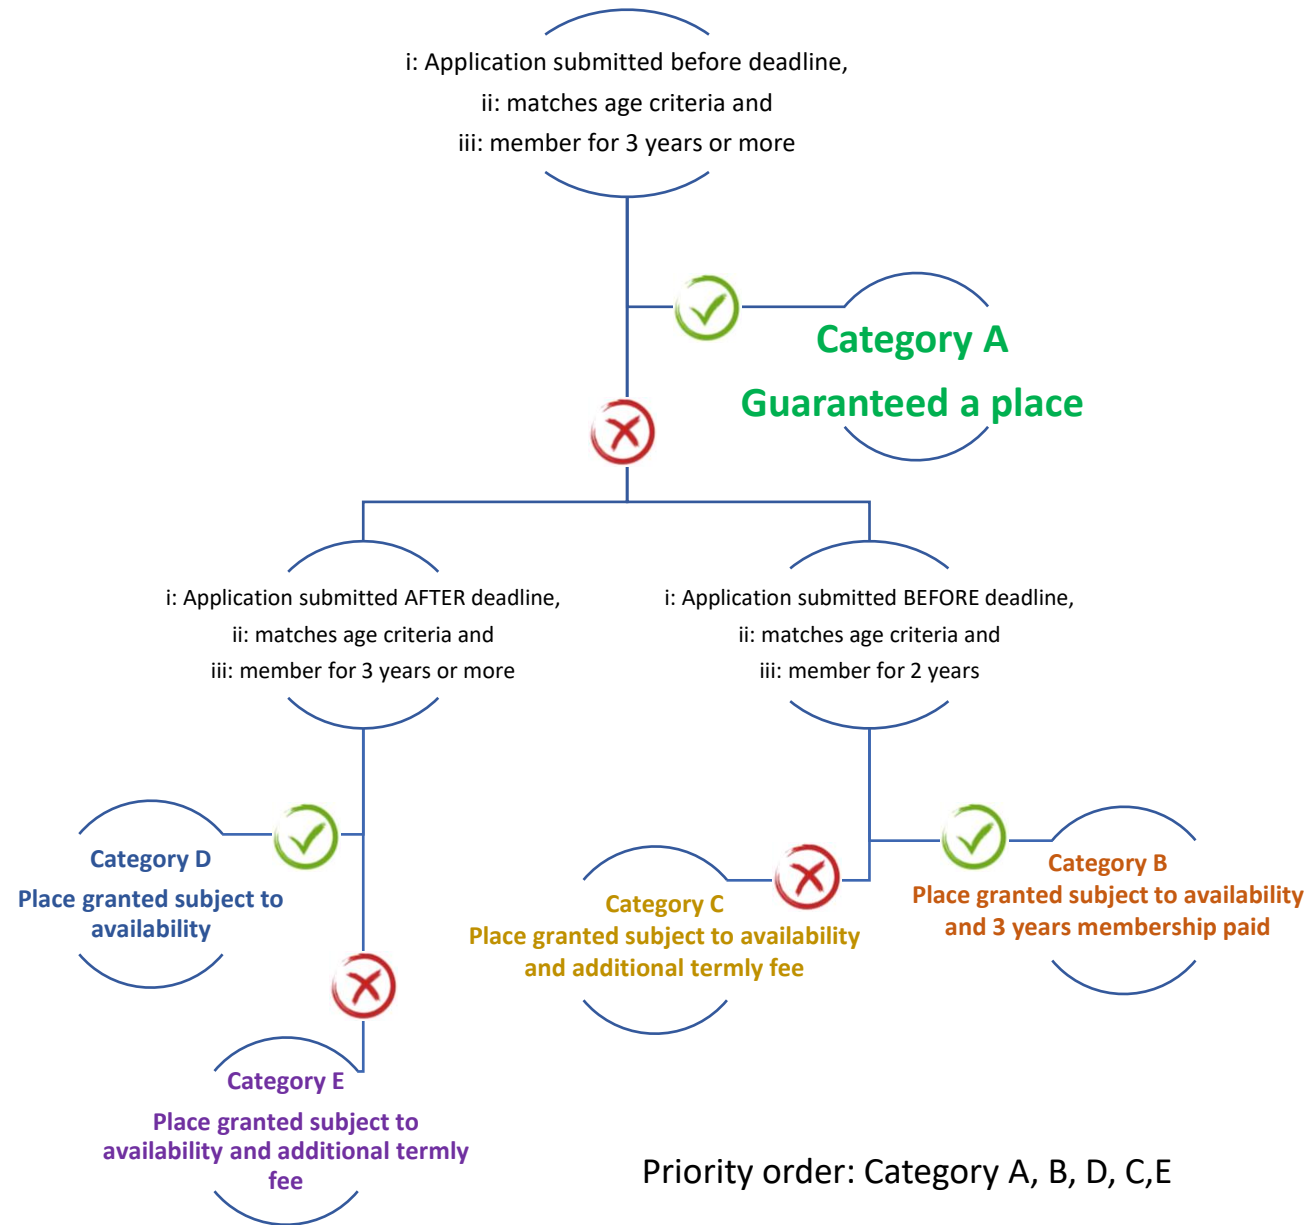 i: Application submitted before deadline,
ii: matches age criteria and
iii: member for 3 years or more
Category A
Guaranteed a place
i: Application submitted AFTER deadline,
ii: matches age criteria and
iii: member for 3 years or more
i: Application submitted BEFORE deadline,
ii: matches age criteria and
iii: member for 2 years
Category D
Place granted subject to
availability
Category C
Place granted subject to availability
and additional termly fee
Category B
Place granted subject to availability
and 3 years membership paid
Category E
Place granted subject to
availability and additional termly
fee
Priority order: Category A, B, D, C,E